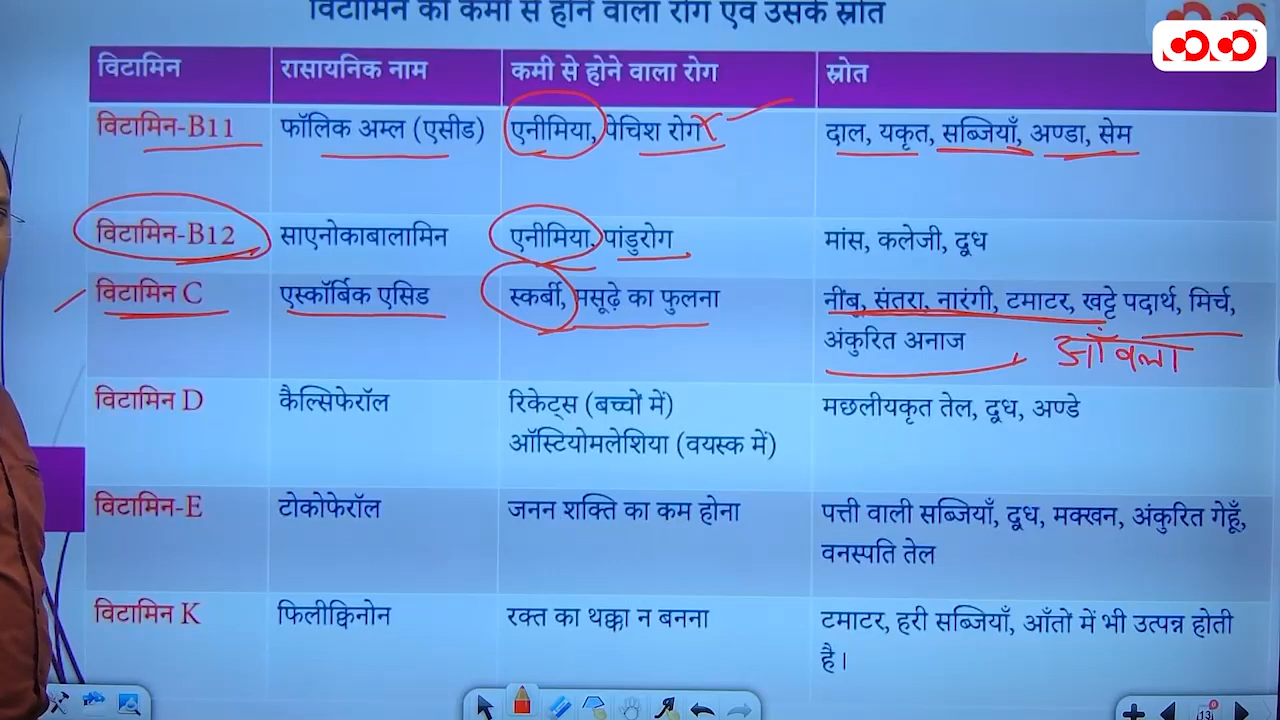 विटामिन की कमी से होने वाला रोग एवं उसके स्रोत
विटामिन रासायनिक नाम कमी से होने वाला रोग स्रोत
विटामिन-B11 फॉलिक अम्ल (एसीड) एनीमिया, पेचिश रोग दाल, यकृत, सब्जियाँ, अण्डा, सेम
विटामिन-B12 साएनोकाबालामिन एनीमिया, पांडुरोग मांस, कलेजी, दूध
विटामिन C एस्कॉर्बिक एसिड स्कर्बी, मसूढ़े का फुलना नींबू, संतरा, नारंगी, टमाटर, खट्टे पदार्थ, मिर्च,
अंकुरित अनाज आँवला
विटामिन D कैल्सिफेरॉल रिकेट्स (बच्चों में) मछलीयकृत तेल, दूध, अण्डे
ऑस्टियोमलेशिया (वयस्क में)
विटामिन-E टोकोफेरॉल जनन शक्ति का कम होना पत्ती वाली सब्जियाँ, दूध, मक्खन, अंकुरित गेहूँ,
वनस्पति तेल
विटामिन K फिलीक्विनोन रक्त का थक्का न बनना टमाटर, हरी सब्जियाँ, आँतों में भी उत्पन्न होती
है।
13